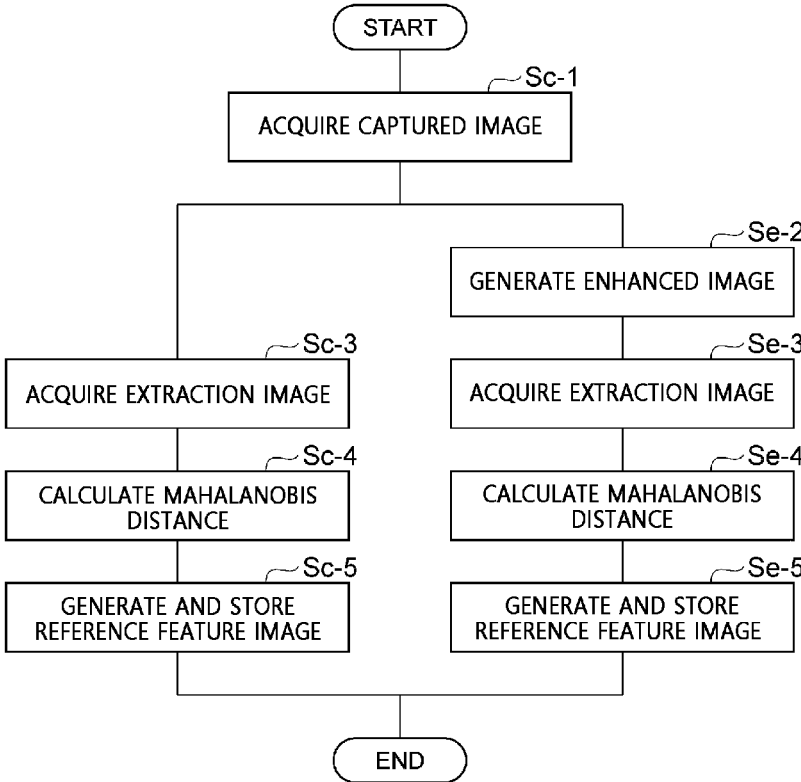 START
Sc-1
ACQUIRE CAPTURED IMAGE
Se-2
GENERATE ENHANCED IMAGE
Sc-3
ACQUIRE EXTRACTION IMAGE
Se-3
ACQUIRE EXTRACTION IMAGE
Sc-4
CALCULATE MAHALANOBIS
DISTANCE
Se-4
CALCULATE MAHALANOBIS
DISTANCE
Sc-5
GENERATE AND STORE
REFERENCE FEATURE IMAGE
Se-5
GENERATE AND STORE
REFERENCE FEATURE IMAGE
END